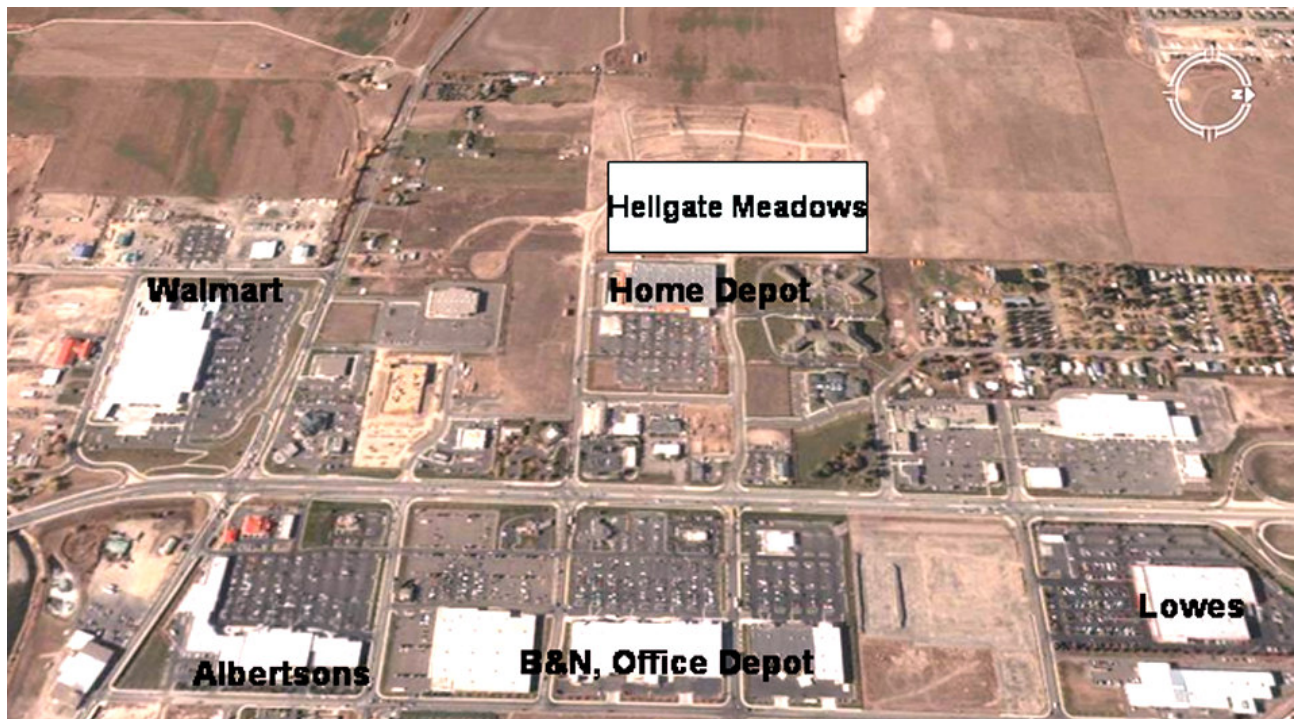 N
Hellgate Meadows
Walmart
Home Depot
Lowes
B&N, Office Depot
Albertsons